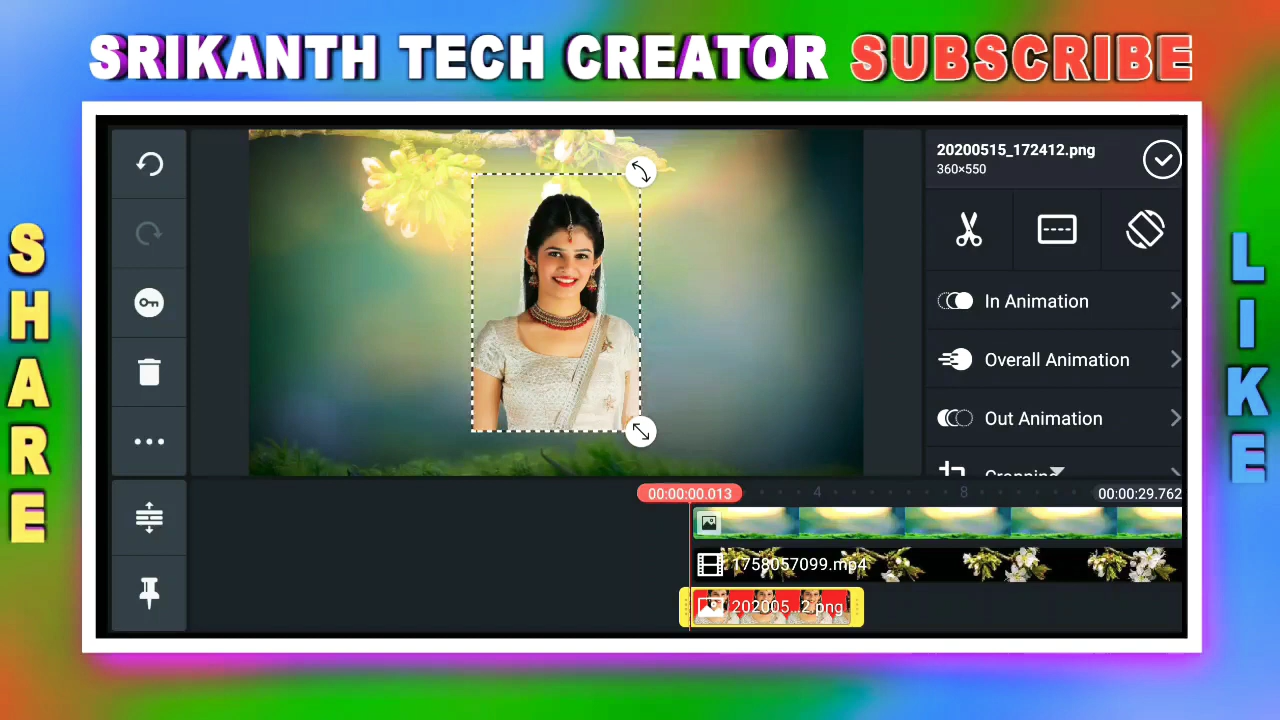 SRIKANTH TECH CREATOR SUBSCRIBE
SHARE
20200515_172412.png
360×550
In Animation
Overall Animation
Out Animation
Cropping
00:00:00.013
4
8
00:00:29.762
1758057099.mp4
202005...2.png
LIKE